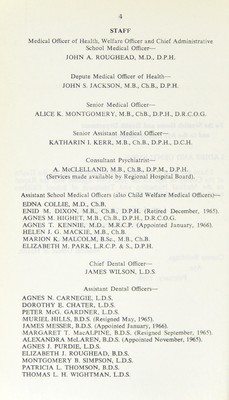 4
STAFF
Medical Officer of Health, Welfare Officer and Chief Administrative
School Medical Officer—
JOHN A. ROUGHEAD, M.D., D.P.H.
Depute Medical Officer of Health—
JOHN S. JACKSON, M.B., Ch.B., D.P.H.
Senior Medical Officer—
ALICE K. MONTGOMERY, M.B., Ch.B., D.P.H., D.R.C.O.G.
Senior Assistant Medical Officer—
KATHARIN I. KERR, M.B., Ch.B., D.P.H., D.C.H.
Consultant Psychiatrist—
A. McCLELLAND, M.B., Ch.B., D.P.M., D.P.H.
(Services made available by Regional Hospital Board).
Assistant School Medical Officers (also Child Welfare Medical Officers)—
EDNA COLLIE, M.D., Ch.B.
ENID M. DIXON, M.B., Ch.B., D.P.H. (Retired December, 1965).
AGNES M. HIGHET, M.B., Ch.B., D.P.H., D.R.C.O.G.
AGNES T. KENNIE, M.D., M.R.C.P. (Appointed January, 1966).
HELEN J. G. MACKIE, M.B., Ch.B.
MARION K. MALCOLM, B.Sc., M.B., Ch.B.
ELIZABETH M. PARK, L.R.C.P. & S., D.P.H.
Chief Dental Officer—
JAMES WILSON, L.D.S.
Assistant Dental Officers—
AGNES N. CARNEGIE, L.D.S.
DOROTHY E. CHATER, L.D.S.
PETER McG. GARDNER, L.D.S.
MURIEL HILLS, B.D.S. (Resigned May, 1965).
JAMES MESSER, B.D.S. (Appointed January, 1966).
MARGARET T. MacALPINE, B.D.S. (Resigned September, 1965).
ALEXANDRA McLAREN, B.D.S. (Appointed November, 1965).
AGNES J. PURDIE, L.D.S.
ELIZABETH J. ROUGHEAD, B.D.S.
MONTGOMERY B. SIMPSON, L.D.S.
PATRICIA L. THOMSON, B.D.S.
THOMAS L. H. WIGHTMAN, L.D.S.